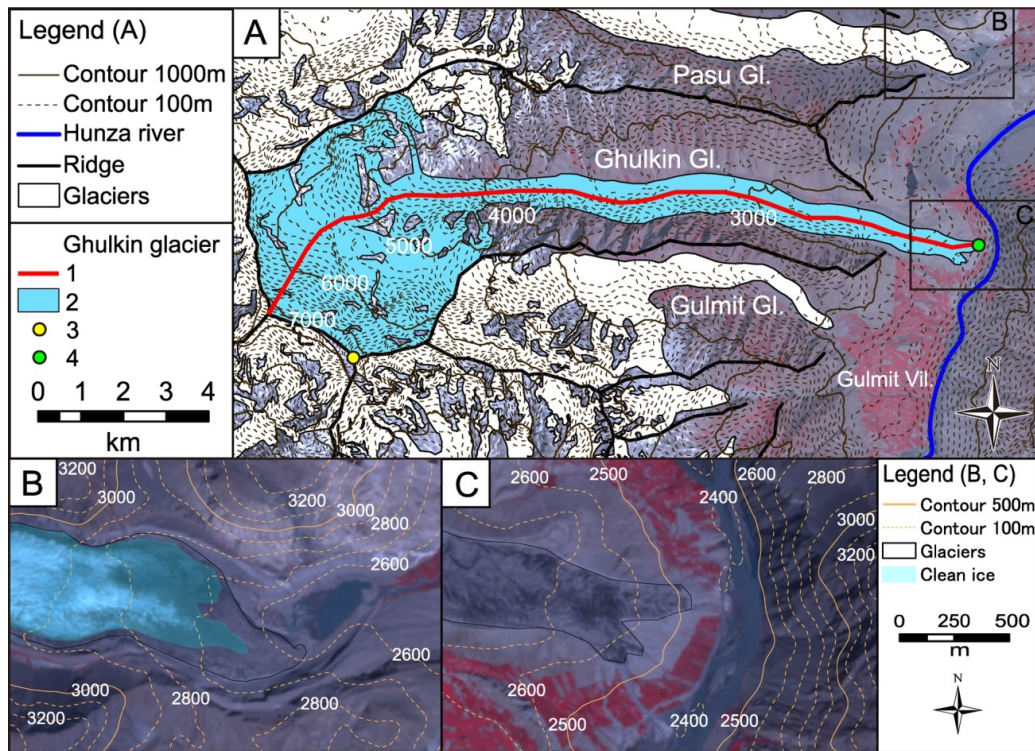 Legend (A)
Contour 1000m
Contour 100m
Hunza river
Ridge
Glaciers
Ghulkin glacier
1
2
3
4
0 1 2 3 4
km
A
B
Pasu Gl.
Ghulkin Gl.
4000
3000
5000
6000
7000
C
Gulmit Gl.
Gulmit Vil.
N
B
3200
3000
3200
3000
2800
2600
2600
3000
2800
2800
3200
C
2600
2500
2600
2800
2400
3000
3200
2600
2500
2400
2500
Legend (B, C)
Contour 500m
Contour 100m
Glaciers
Clean ice
0 250 500
m
N